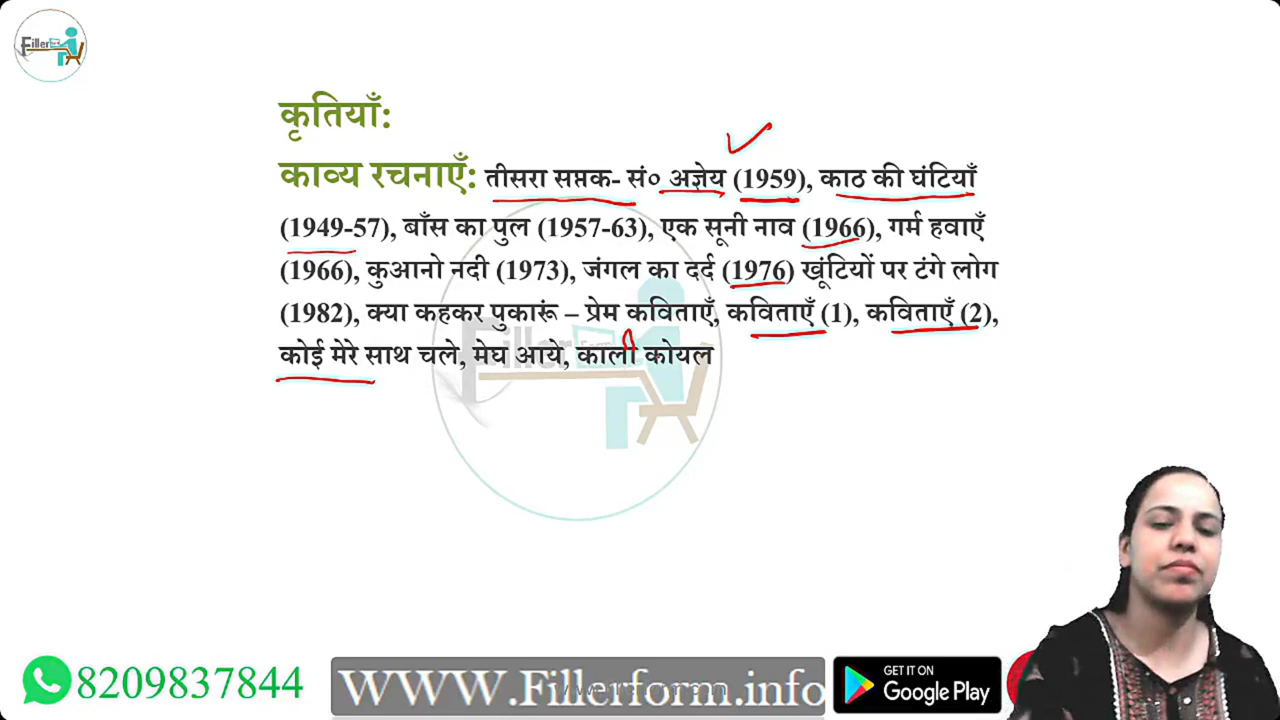 Filler
कृतियाँ:
काव्य रचनाएँ: तीसरा सप्तक- सं० अज्ञेय (1959), काठ की घंटियाँ
(1949-57), बाँस का पुल (1957-63), एक सूनी नाव (1966), गर्म हवाएँ
(1966), कुआनो नदी (1973), जंगल का दर्द (1976) खूंटियों पर टंगे लोग
(1982), क्या कहकर पुकारूं – प्रेम कविताएँ, कविताएँ (1), कविताएँ (2),
कोई मेरे साथ चले, मेघ आये, काली कोयल
Filler
8209837844
WWW.Fillerform.info
GET IT ON
Google Play